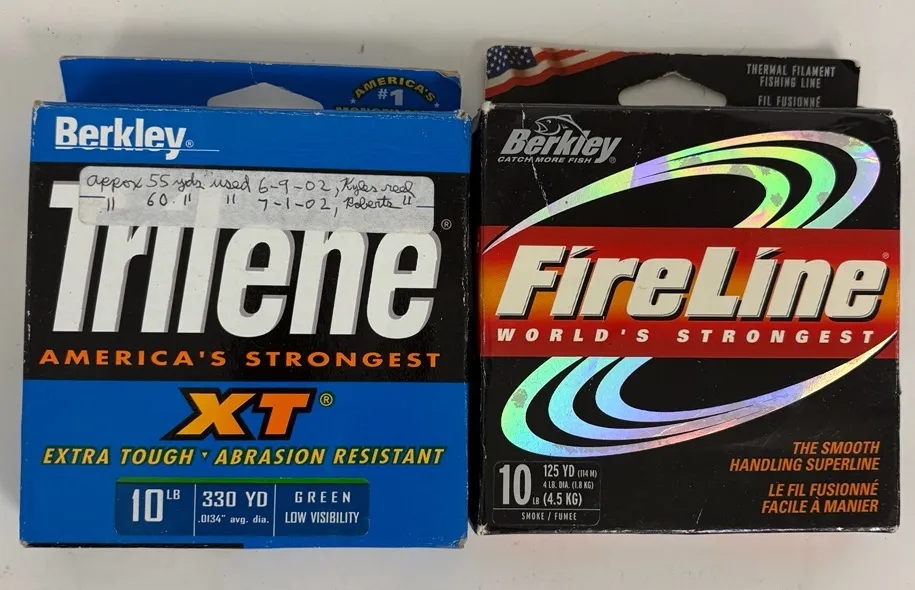 AMERICA'S
#1
Berkley®
approx 55 yds used 6-9-02, Kyles reel
" 60 " " 7-1-02, Roberts "
Trilene®
AMERICA'S STRONGEST
XT®
EXTRA TOUGH ▾ ABRASION RESISTANT
10 LB
330 YD
.0134" avg. dia.
GREEN
LOW VISIBILITY
THERMAL FILAMENT
FISHING LINE
FIL FUSIONNÉ
Berkley®
CATCH MORE FISH®
FireLine®
WORLD'S STRONGEST
THE SMOOTH
HANDLING SUPERLINE
LE FIL FUSIONNÉ
FACILE À MANIER
10 LB
125 YD (114 M)
4 LB. DIA. (1.8 KG)
(4.5 KG)
SMOKE / FUMÉE